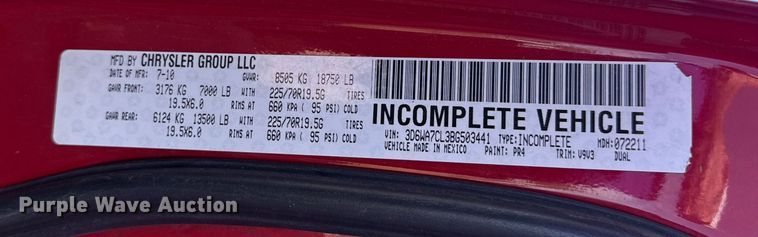 MFD BY CHRYSLER GROUP LLC
DATE OF MFR: 7-10 GVWR: 8505 KG 18750 LB
GAWR FRONT: 3176 KG 7000 LB WITH 225/70R19.5G TIRES
19.5X6.0 RIMS AT 660 KPA ( 95 PSI) COLD
GAWR REAR: 6124 KG 13500 LB WITH 225/70R19.5G TIRES
19.5X6.0 RIMS AT 660 KPA ( 95 PSI) COLD
INCOMPLETE VEHICLE
VIN: 3D6WA7CL3BG503441 TYPE: INCOMPLETE MDH: 072211
VEHICLE MADE IN MEXICO PAINT: PR4 TRIM: V9V3 DUAL
Purple Wave Auction